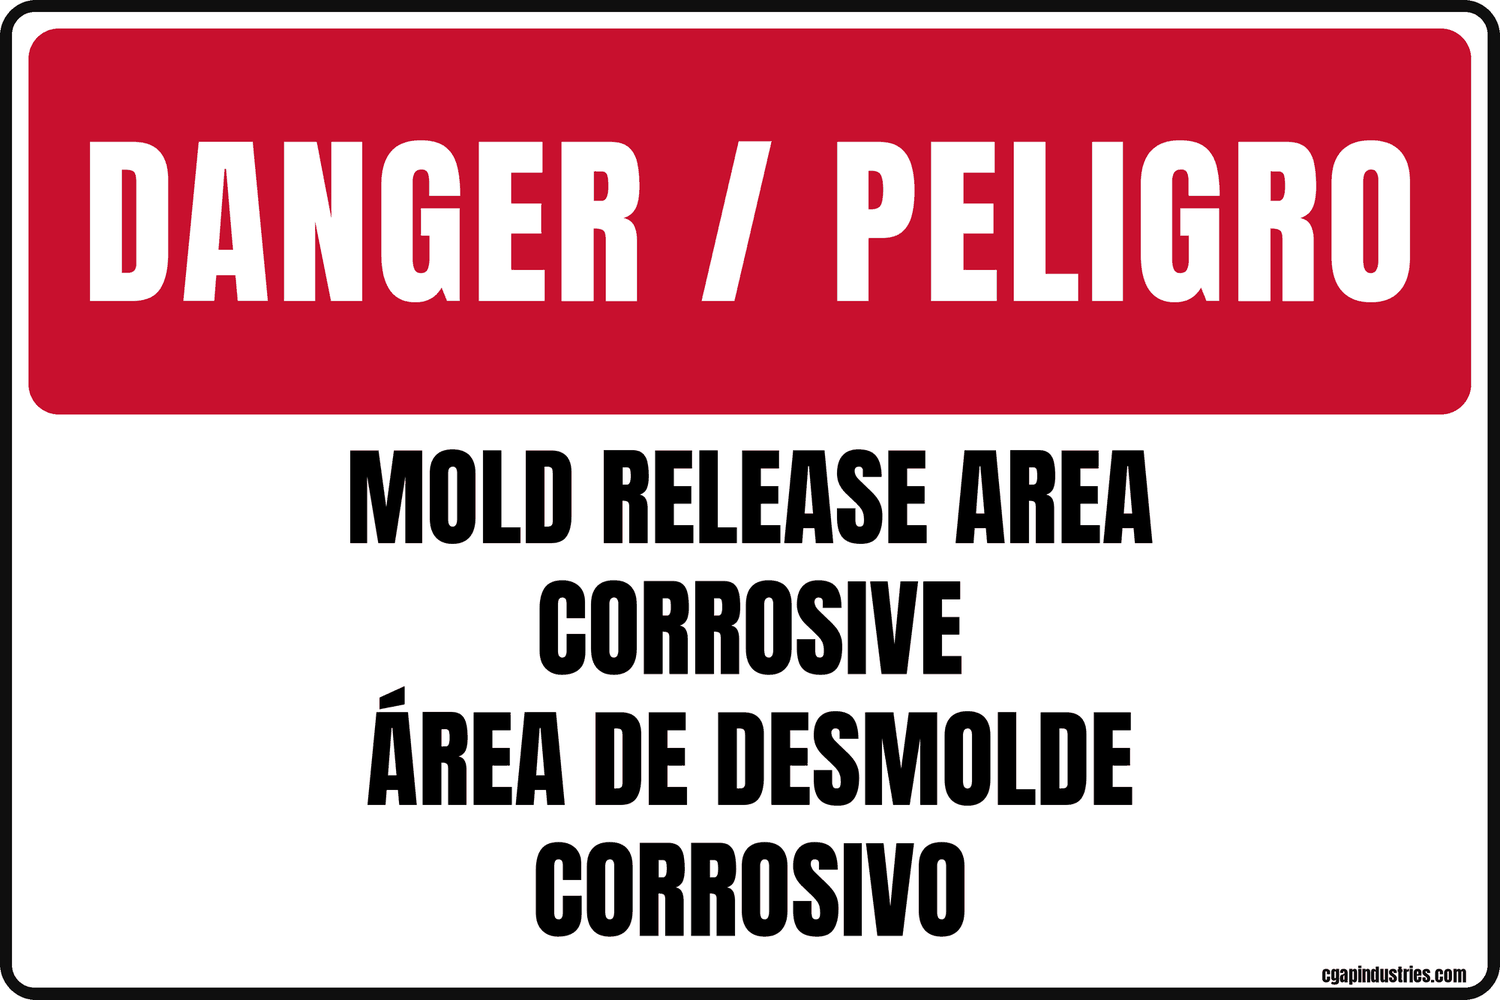 DANGER / PELIGRO
MOLD RELEASE AREA
CORROSIVE
ÁREA DE DESMOLDE
CORROSIVO
cgapindustries.com